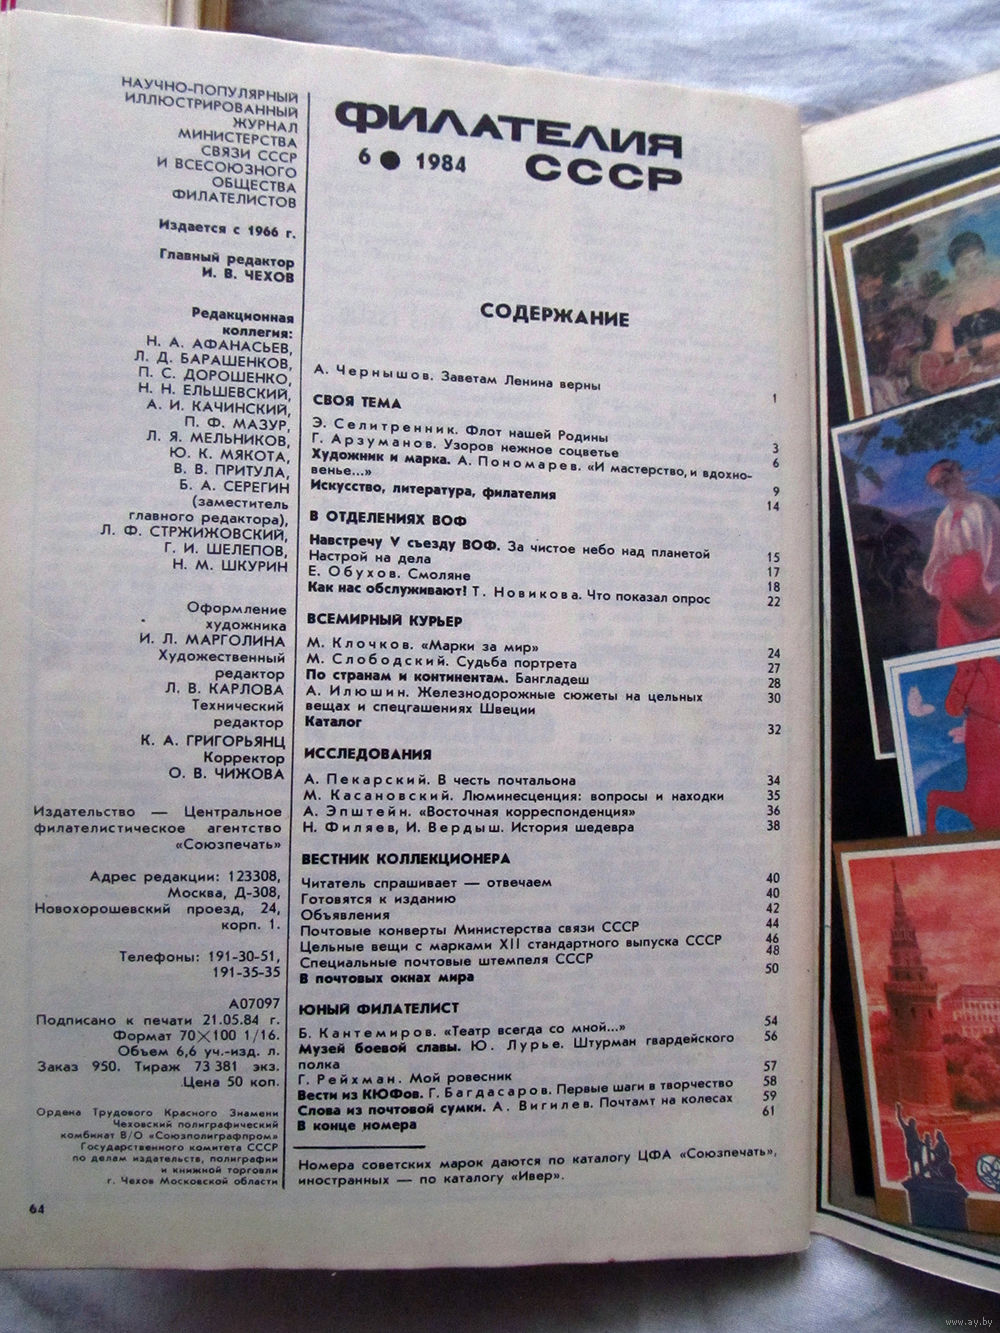 НАУЧНО-ПОПУЛЯРНЫЙ
ИЛЛЮСТРИРОВАННЫЙ
ЖУРНАЛ
МИНИСТЕРСТВА
СВЯЗИ СССР
И ВСЕСОЮЗНОГО
ОБЩЕСТВА
ФИЛАТЕЛИСТОВ
Издается с 1966 г.
Главный редактор
И. В. ЧЕХОВ
Редакционная
коллегия:
Н. А. АФАНАСЬЕВ,
Л. Д. БАРАШЕНКОВ,
П. С. ДОРОШЕНКО,
Н. Н. ЕЛЬШЕВСКИЙ,
А. И. КАЧИНСКИЙ,
П. Ф. МАЗУР,
Л. Я. МЕЛЬНИКОВ,
Ю. К. МЯКОТА,
В. В. ПРИТУЛА,
Б. А. СЕРЕГИН
(заместитель
главного редактора),
Л. Ф. СТРЖИЖОВСКИЙ,
Г. И. ШЕЛЕПОВ,
Н. М. ШКУРИН
Оформление
художника
И. Л. МАРГОЛИНА
Художественный
редактор
Л. В. КАРЛОВА
Технический
редактор
К. А. ГРИГОРЬЯНЦ
Корректор
О. В. ЧИЖОВА
Издательство — Центральное
филателистическое агентство
«Союзпечать»
Адрес редакции: 123308,
Москва, Д-308,
Новохорошевский проезд, 24,
корп. 1.
Телефоны: 191-30-51,
191-35-35
А07097
Подписано к печати 21.05.84 г.
Формат 70×100 1/16.
Объем 6,6 уч.-изд. л.
Заказ 950. Тираж 73 381 экз.
Цена 50 коп.
Ордена Трудового Красного Знамени
Чеховский полиграфический
комбинат В/О «Союзполиграфпром»
Государственного комитета СССР
по делам издательств, полиграфии
и книжной торговли
г. Чехов Московской области
64
ФИЛАТЕЛИЯ
6 ● 1984 СССР
СОДЕРЖАНИЕ
А. Чернышов. Заветам Ленина верны 1
СВОЯ ТЕМА
Э. Селитренник. Флот нашей Родины 3
Г. Арзуманов. Узоров нежное соцветье 6
Художник и марка. А. Пономарев. «И мастерство, и вдохно-
венье...» 9
Искусство, литература, филателия 14
В ОТДЕЛЕНИЯХ ВОФ
Навстречу V съезду ВОФ. За чистое небо над планетой 15
Настрой на дела 17
Е. Обухов. Смоляне 18
Как нас обслуживают! Т. Новикова. Что показал опрос 22
ВСЕМИРНЫЙ КУРЬЕР
М. Клочков. «Марки за мир» 24
М. Слободский. Судьба портрета 27
По странам и континентам. Бангладеш 28
А. Илюшин. Железнодорожные сюжеты на цельных 30
вещах и спецгашениях Швеции
Каталог 32
ИССЛЕДОВАНИЯ
А. Пекарский. В честь почтальона 34
М. Касановский. Люминесценция: вопросы и находки 35
А. Эпштейн. «Восточная корреспонденция» 36
Н. Филяев, И. Вердыш. История шедевра 38
ВЕСТНИК КОЛЛЕКЦИОНЕРА
Читатель спрашивает — отвечаем 40
Готовятся к изданию 40
Объявления 42
Почтовые конверты Министерства связи СССР 44
Цельные вещи с марками XII стандартного выпуска СССР 46
Специальные почтовые штемпеля СССР 48
В почтовых окнах мира 50
ЮНЫЙ ФИЛАТЕЛИСТ
Б. Кантемиров. «Театр всегда со мной...» 54
Музей боевой славы. Ю. Лурье. Штурман гвардейского 56
полка
Г. Рейхман. Мой ровесник 57
Вести из КЮФов. Г. Багдасаров. Первые шаги в творчество 58
Слова из почтовой сумки. А. Вигилев. Почтамт на колесах 59
В конце номера 61
Номера советских марок даются по каталогу ЦФА «Союзпечать»,
иностранных — по каталогу «Ивер».
www.ay.by